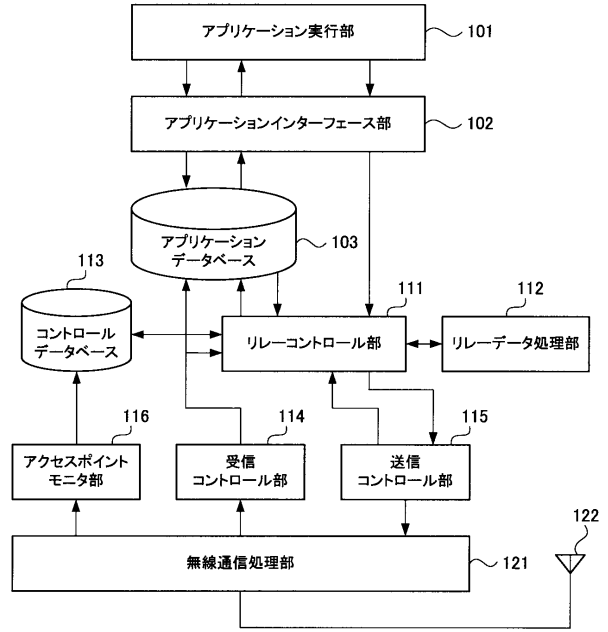 アプリケーション実行部
101
アプリケーションインターフェース部
102
アプリケーション
データベース
103
113
コントロール
データベース
111
リレーコントロール部
112
リレーデータ処理部
116
アクセスポイント
モニタ部
114
受信
コントロール部
115
送信
コントロール部
122
無線通信処理部
121